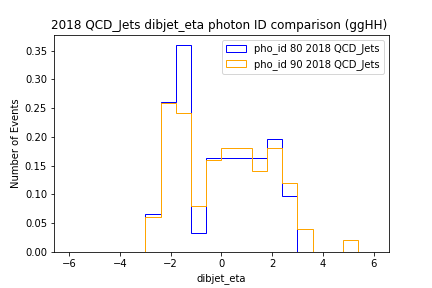 2018 QCD_Jets dibjet_eta photon ID comparison (ggHH)
pho_id 80 2018 QCD_Jets
pho_id 90 2018 QCD_Jets
Number of Events
0.35
0.30
0.25
0.20
0.15
0.10
0.05
0.00
−6 −4 −2 0 2 4 6
dibjet_eta